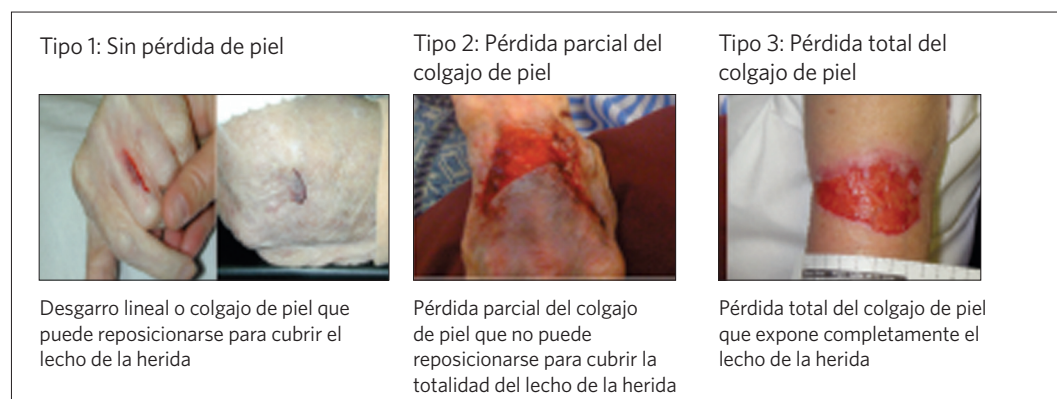 Tipo 1: Sin pérdida de piel
Tipo 2: Pérdida parcial del
colgajo de piel
Tipo 3: Pérdida total del
colgajo de piel
Desgarro lineal o colgajo de piel que
puede reposicionarse para cubrir el
lecho de la herida
Pérdida parcial del colgajo
de piel que no puede
reposicionarse para cubrir la
totalidad del lecho de la herida
Pérdida total del colgajo de piel
que expone completamente el
lecho de la herida